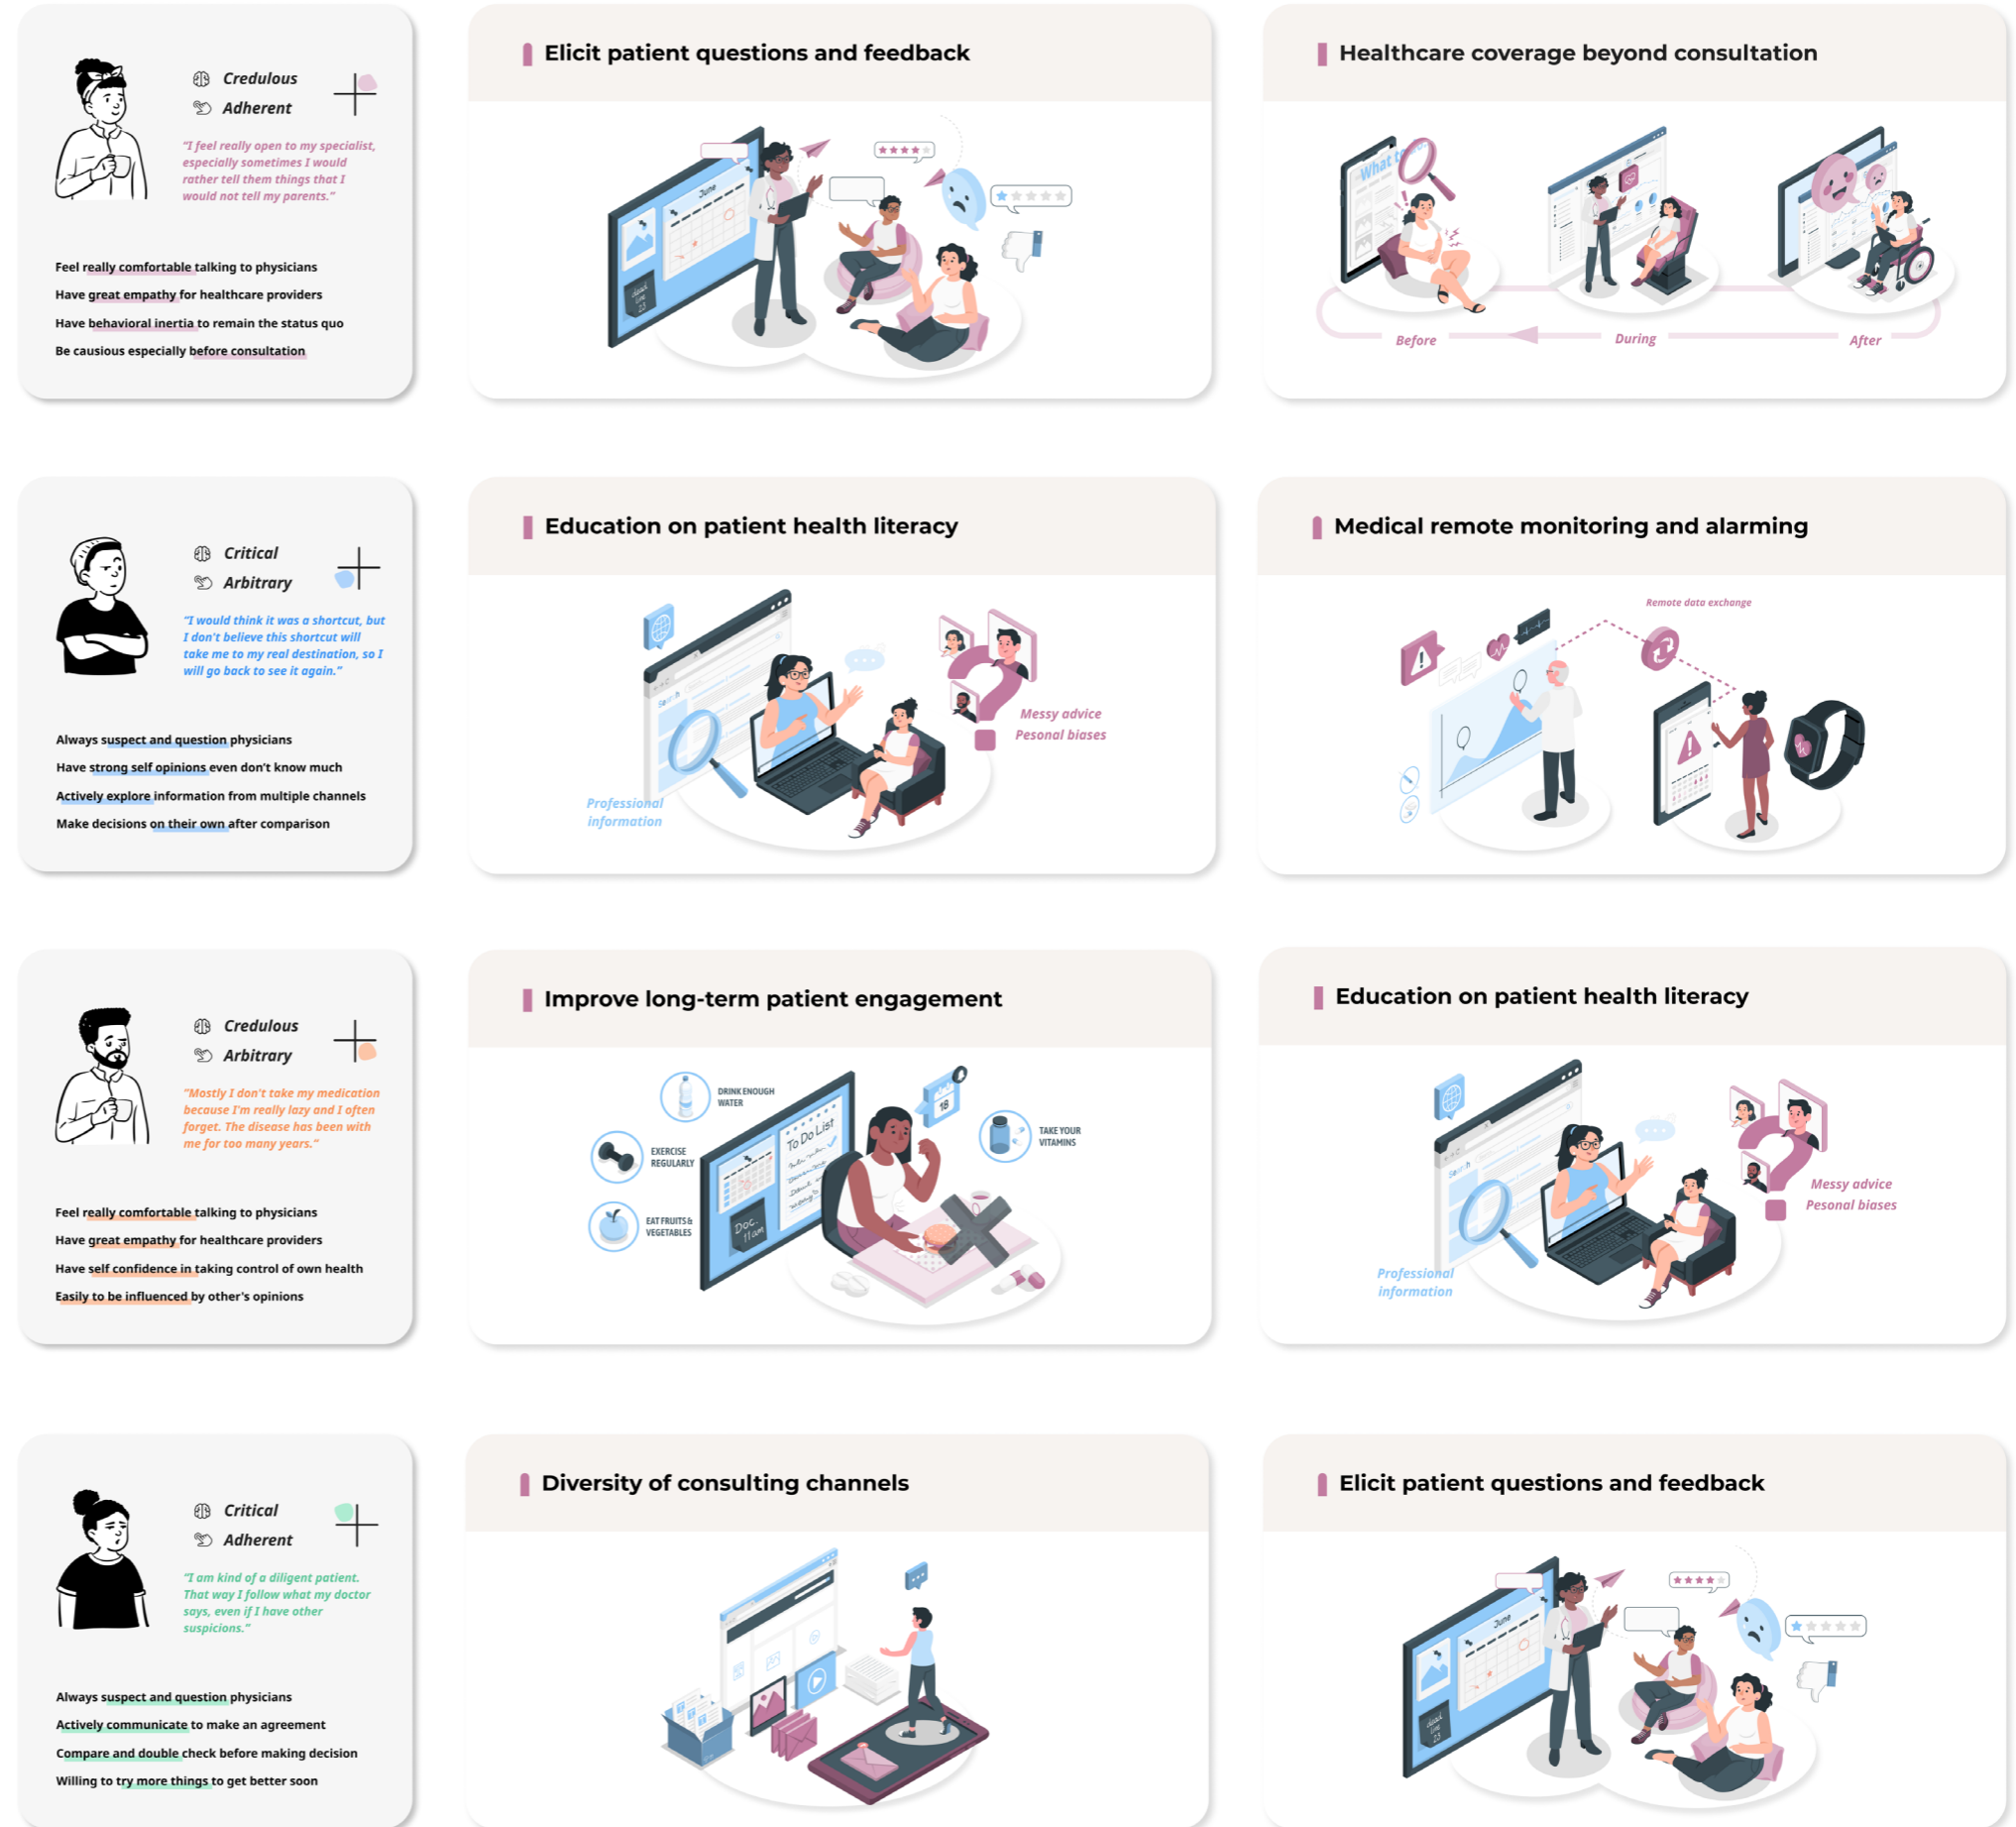 Credulous
Adherent
“I feel really open to my specialist,
especially sometimes I would
rather tell them things that I
would not tell my parents.”
Feel really comfortable talking to physicians
Have great empathy for healthcare providers
Have behavioral inertia to remain the status quo
Be causious especially before consultation
Elicit patient questions and feedback
June
dead
line
23
Healthcare coverage beyond consultation
What to
Before
During
After
Critical
Arbitrary
“I would think it was a shortcut, but
I don't believe this shortcut will
take me to my real destination, so I
will go back to see it again.”
Always suspect and question physicians
Have strong self opinions even don’t know much
Actively explore information from multiple channels
Make decisions on their own after comparison
Education on patient health literacy
Messy advice
Pesonal biases
Professional
information
Medical remote monitoring and alarming
Remote data exchange
Credulous
Arbitrary
“Mostly I don't take my medication
because I'm really lazy and I often
forget. The disease has been with
me for too many years.”
Feel really comfortable talking to physicians
Have great empathy for healthcare providers
Have self confidence in taking control of own health
Easily to be influenced by other’s opinions
Improve long-term patient engagement
DRINK ENOUGH
WATER
EXERCISE
REGULARLY
EAT FRUITS &
VEGETABLES
To Do List
Doc.
11am
18
TAKE YOUR
VITAMINS
Education on patient health literacy
Messy advice
Pesonal biases
Professional
information
Critical
Adherent
“I am kind of a diligent patient.
That way I follow what my doctor
says, even if I have other
suspicions.”
Always suspect and question physicians
Actively communicate to make an agreement
Compare and double check before making decision
Willing to try more things to get better soon
Diversity of consulting channels
Elicit patient questions and feedback
June
dead
line
23